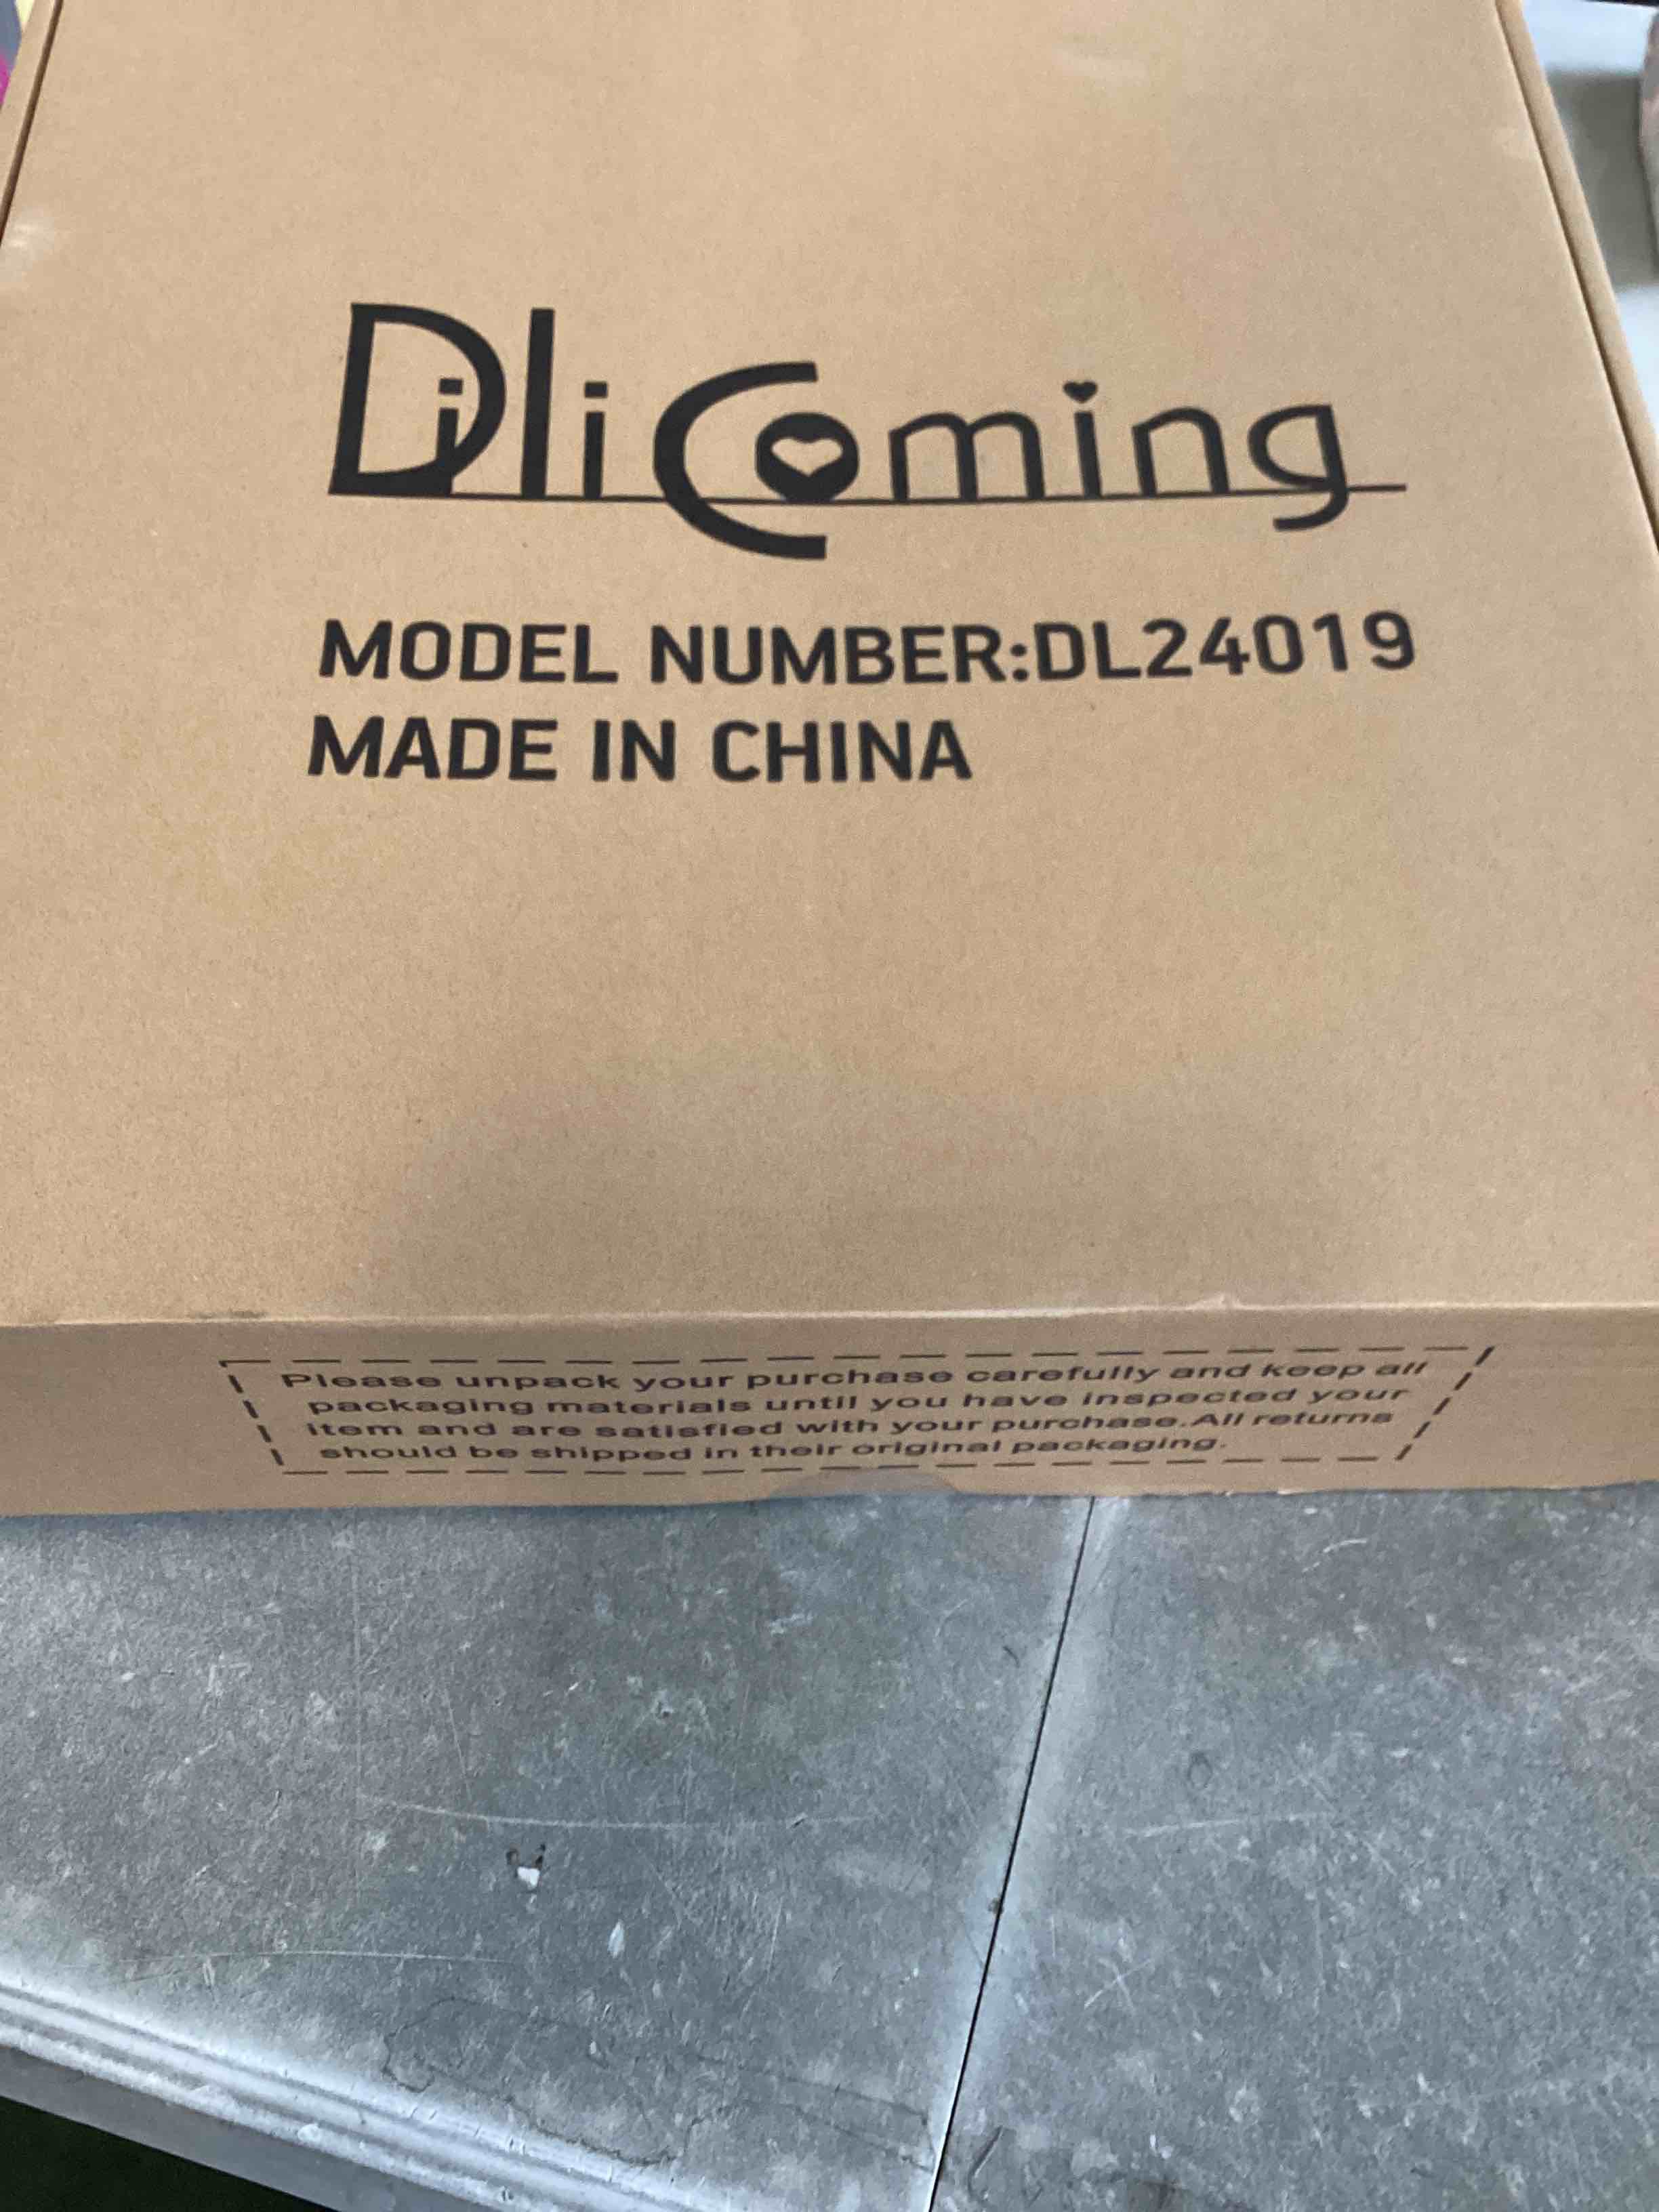 DiliComing
MODEL NUMBER:DL24019
MADE IN CHINA
Please unpack your purchase carefully and keep all
packaging materials until you have inspected your
item and are satisfied with your purchase.All returns
should be shipped in their original packaging.